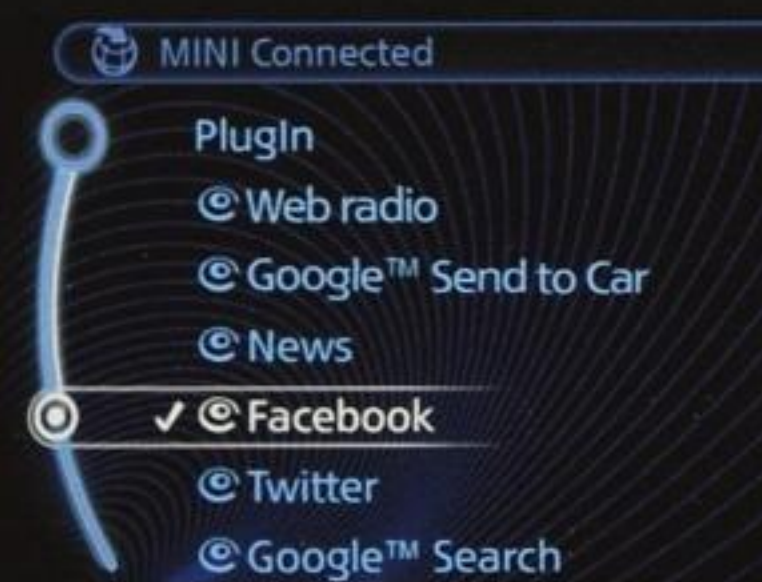 MINI Connected
PlugIn
Web radio
Google™ Send to Car
News
Facebook
Twitter
Google™ Search